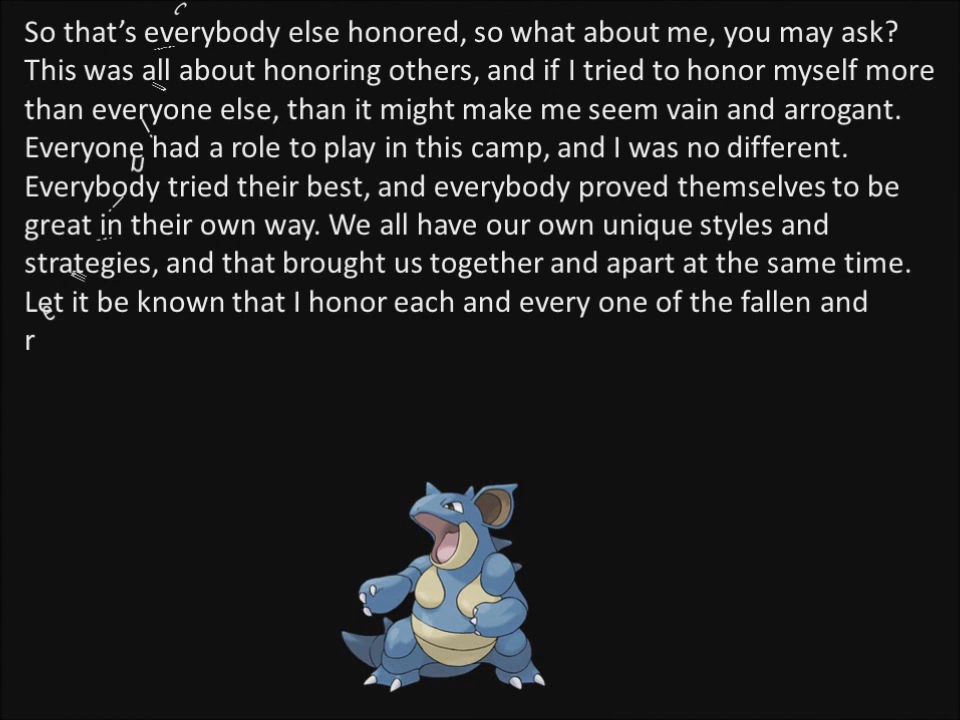 So that’s everybody else honored, so what about me, you may ask?
This was all about honoring others, and if I tried to honor myself more
than everyone else, than it might make me seem vain and arrogant.
Everyone had a role to play in this camp, and I was no different.
Everybody tried their best, and everybody proved themselves to be
great in their own way. We all have our own unique styles and
strategies, and that brought us together and apart at the same time.
Let it be known that I honor each and every one of the fallen and
r